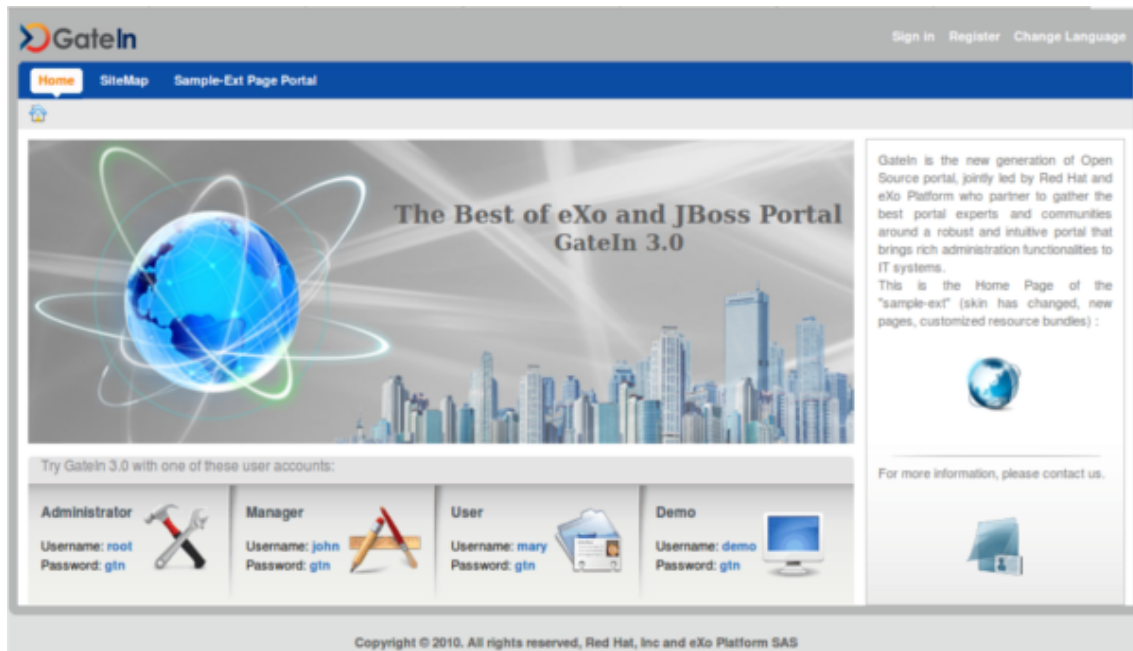 GateIn
Sign in Register Change Language
Home SiteMap Sample-Ext Page Portal
The Best of eXo and JBoss Portal
GateIn 3.0
GateIn is the new generation of Open
Source portal, jointly led by Red Hat and
eXo Platform who partner to gather the
best portal experts and communities
around a robust and intuitive portal that
brings rich administration functionalities to
IT systems.
This is the Home Page of the
"sample-ext" (skin has changed, new
pages, customized resource bundles) :
For more information, please contact us.
Try GateIn 3.0 with one of these user accounts:
Administrator
Username: root
Password: gtn
Manager
Username: john
Password: gtn
User
Username: mary
Password: gtn
Demo
Username: demo
Password: gtn
Copyright © 2010. All rights reserved, Red Hat, Inc and eXo Platform SAS